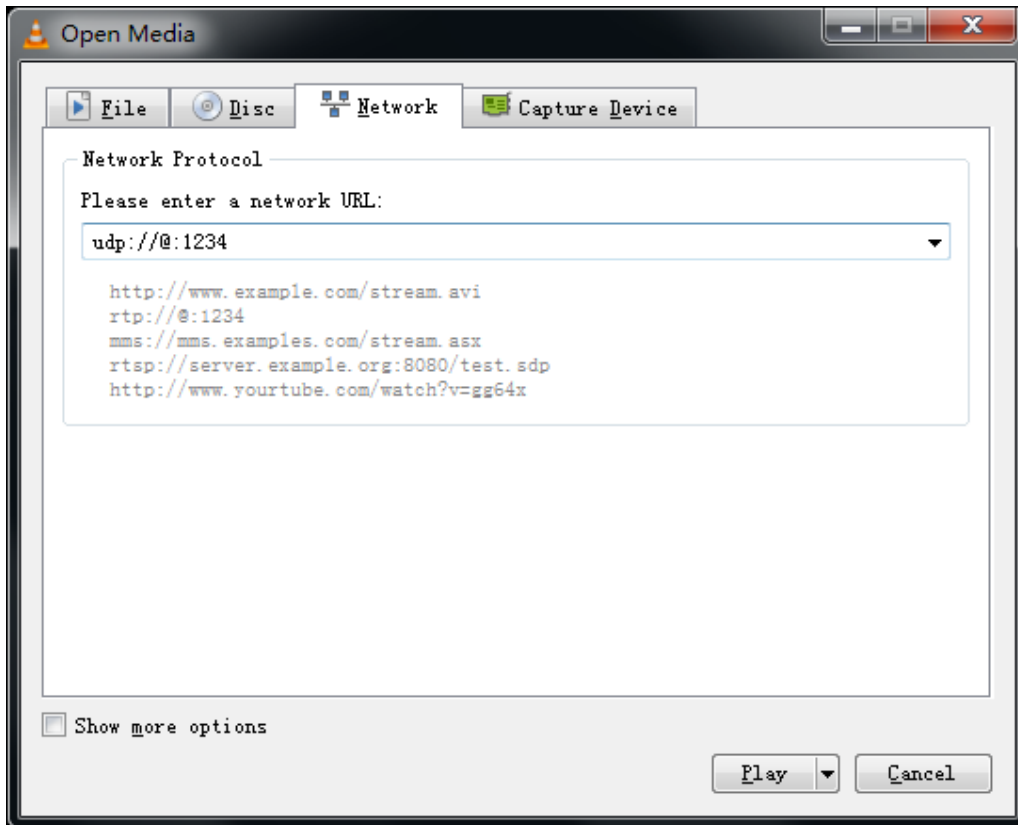 Open Media
File Disc Network Capture Device
Network Protocol
Please enter a network URL:
udp://@:1234
http://www.example.com/stream.avi
rtp://@:1234
mms://mms.examples.com/stream.asx
rtsp://server.example.org:8080/test.sdp
http://www.yourtube.com/watch?v=gg64x
Show more options
Play Cancel